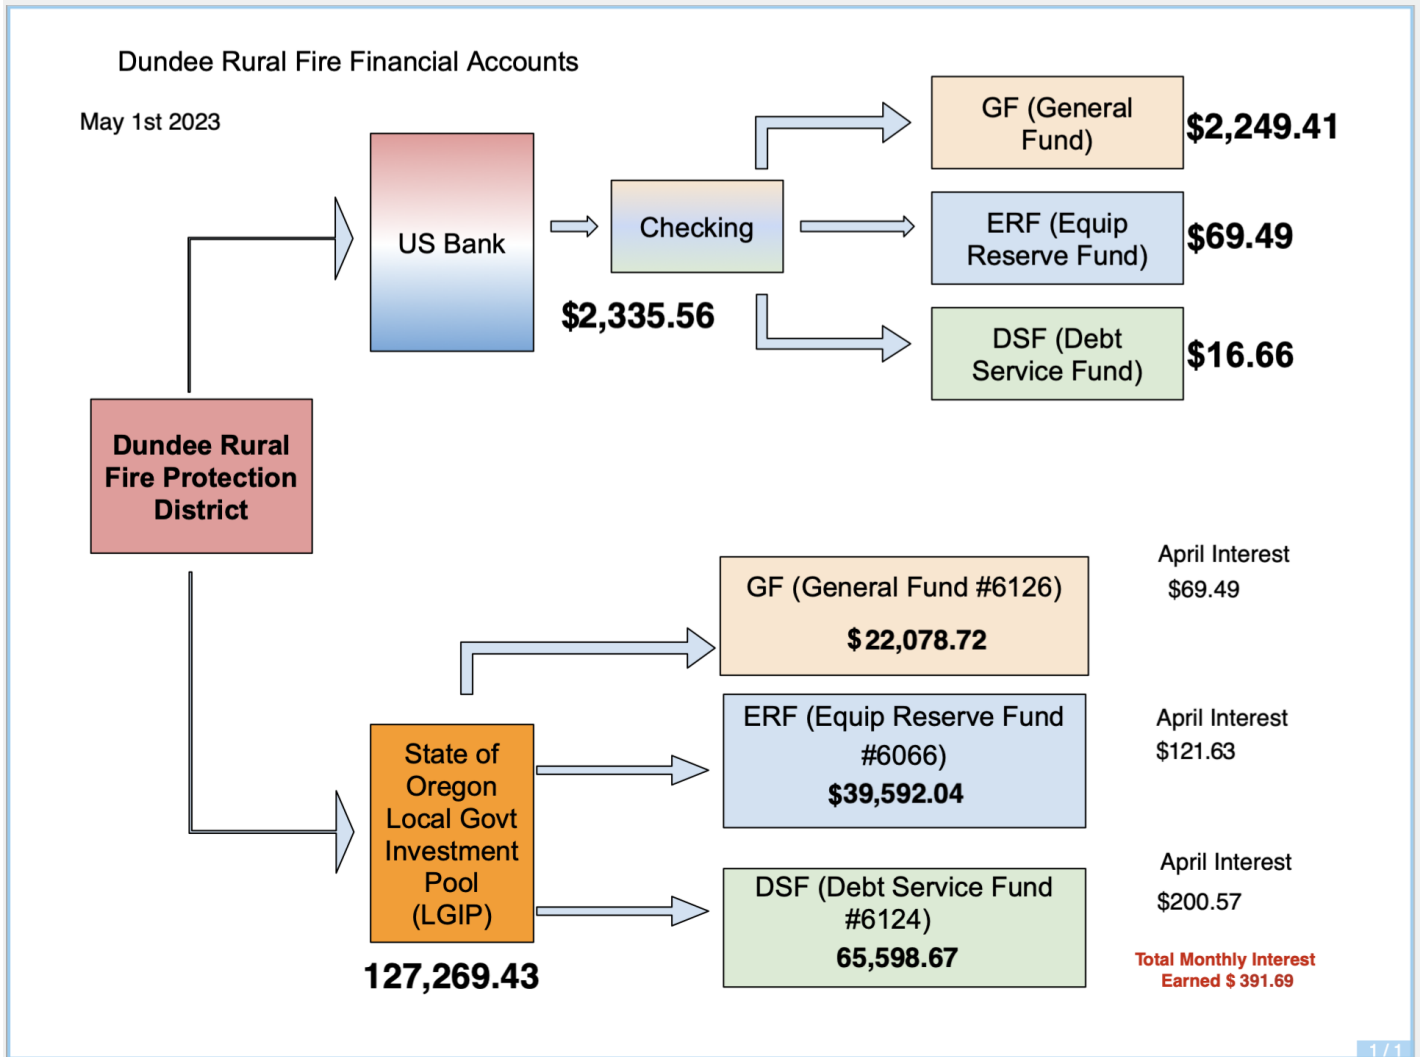 Dundee Rural Fire Financial Accounts
May 1st 2023
US Bank
Checking
$2,335.56
GF (General
Fund)
$2,249.41
ERF (Equip
Reserve Fund)
$69.49
DSF (Debt
Service Fund)
$16.66
Dundee Rural
Fire Protection
District
State of
Oregon
Local Govt
Investment
Pool
(LGIP)
127,269.43
GF (General Fund #6126)
$ 22,078.72
April Interest
$69.49
ERF (Equip Reserve Fund
#6066)
$39,592.04
April Interest
$121.63
DSF (Debt Service Fund
#6124)
65,598.67
April Interest
$200.57
Total Monthly Interest
Earned $ 391.69
1 / 1